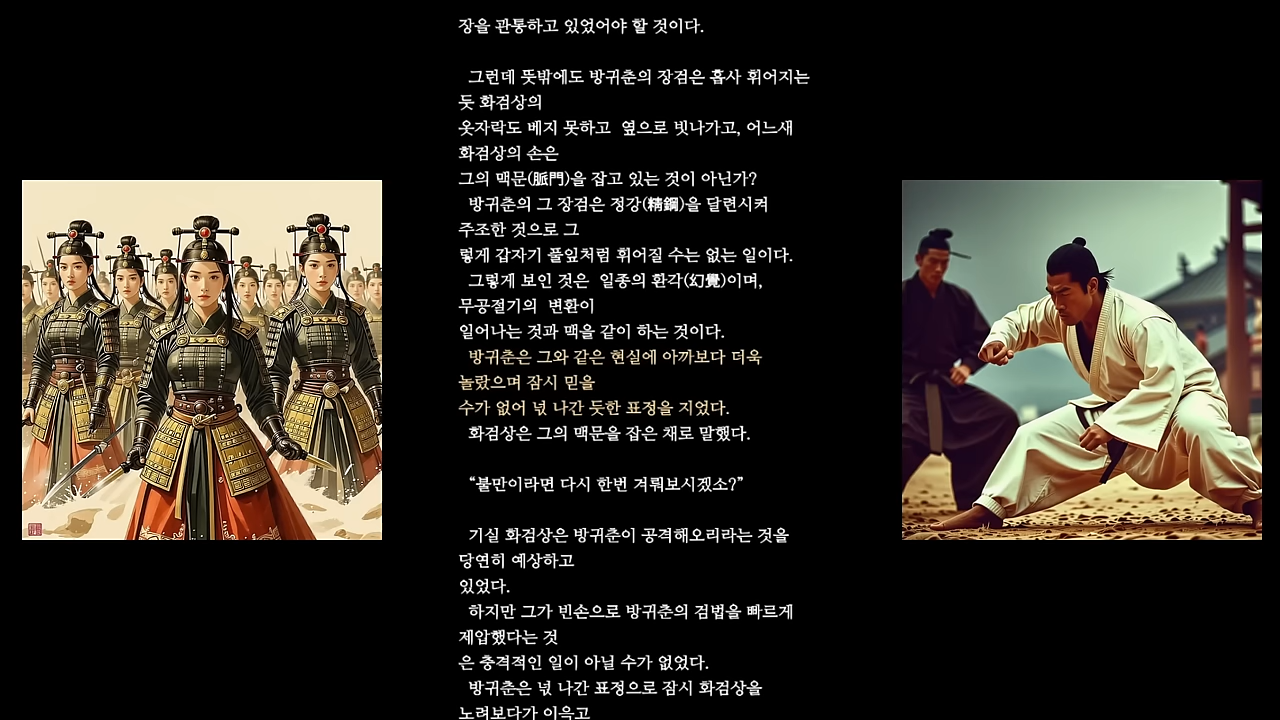 장을 관통하고 있었어야 할 것이다.
그런데 뜻밖에도 방귀춘의 장검은 흡사 휘어지는
듯 화검상의
옷자락도 베지 못하고 옆으로 빗나가고, 어느새
화검상의 손은
그의 맥문(脈門)을 잡고 있는 것이 아닌가?
방귀춘의 그 장검은 정강(精鋼)을 달련시켜
주조한 것으로 그
렇게 갑자기 풀잎처럼 휘어질 수는 없는 일이다.
그렇게 보인 것은 일종의 환각(幻覺)이며,
무공절기의 변환이
일어나는 것과 맥을 같이 하는 것이다.
방귀춘은 그와 같은 현실에 아까보다 더욱
놀랐으며 잠시 믿을
수가 없어 넋 나간 듯한 표정을 지었다.
화검상은 그의 맥문을 잡은 채로 말했다.
“불만이라면 다시 한번 겨뤄보시겠소?”
기실 화검상은 방귀춘이 공격해오리라는 것을
당연히 예상하고
있었다.
하지만 그가 빈손으로 방귀춘의 검법을 빠르게
제압했다는 것
은 충격적인 일이 아닐 수가 없었다.
방귀춘은 넋 나간 표정으로 잠시 화검상을
노려보다가 이윽고